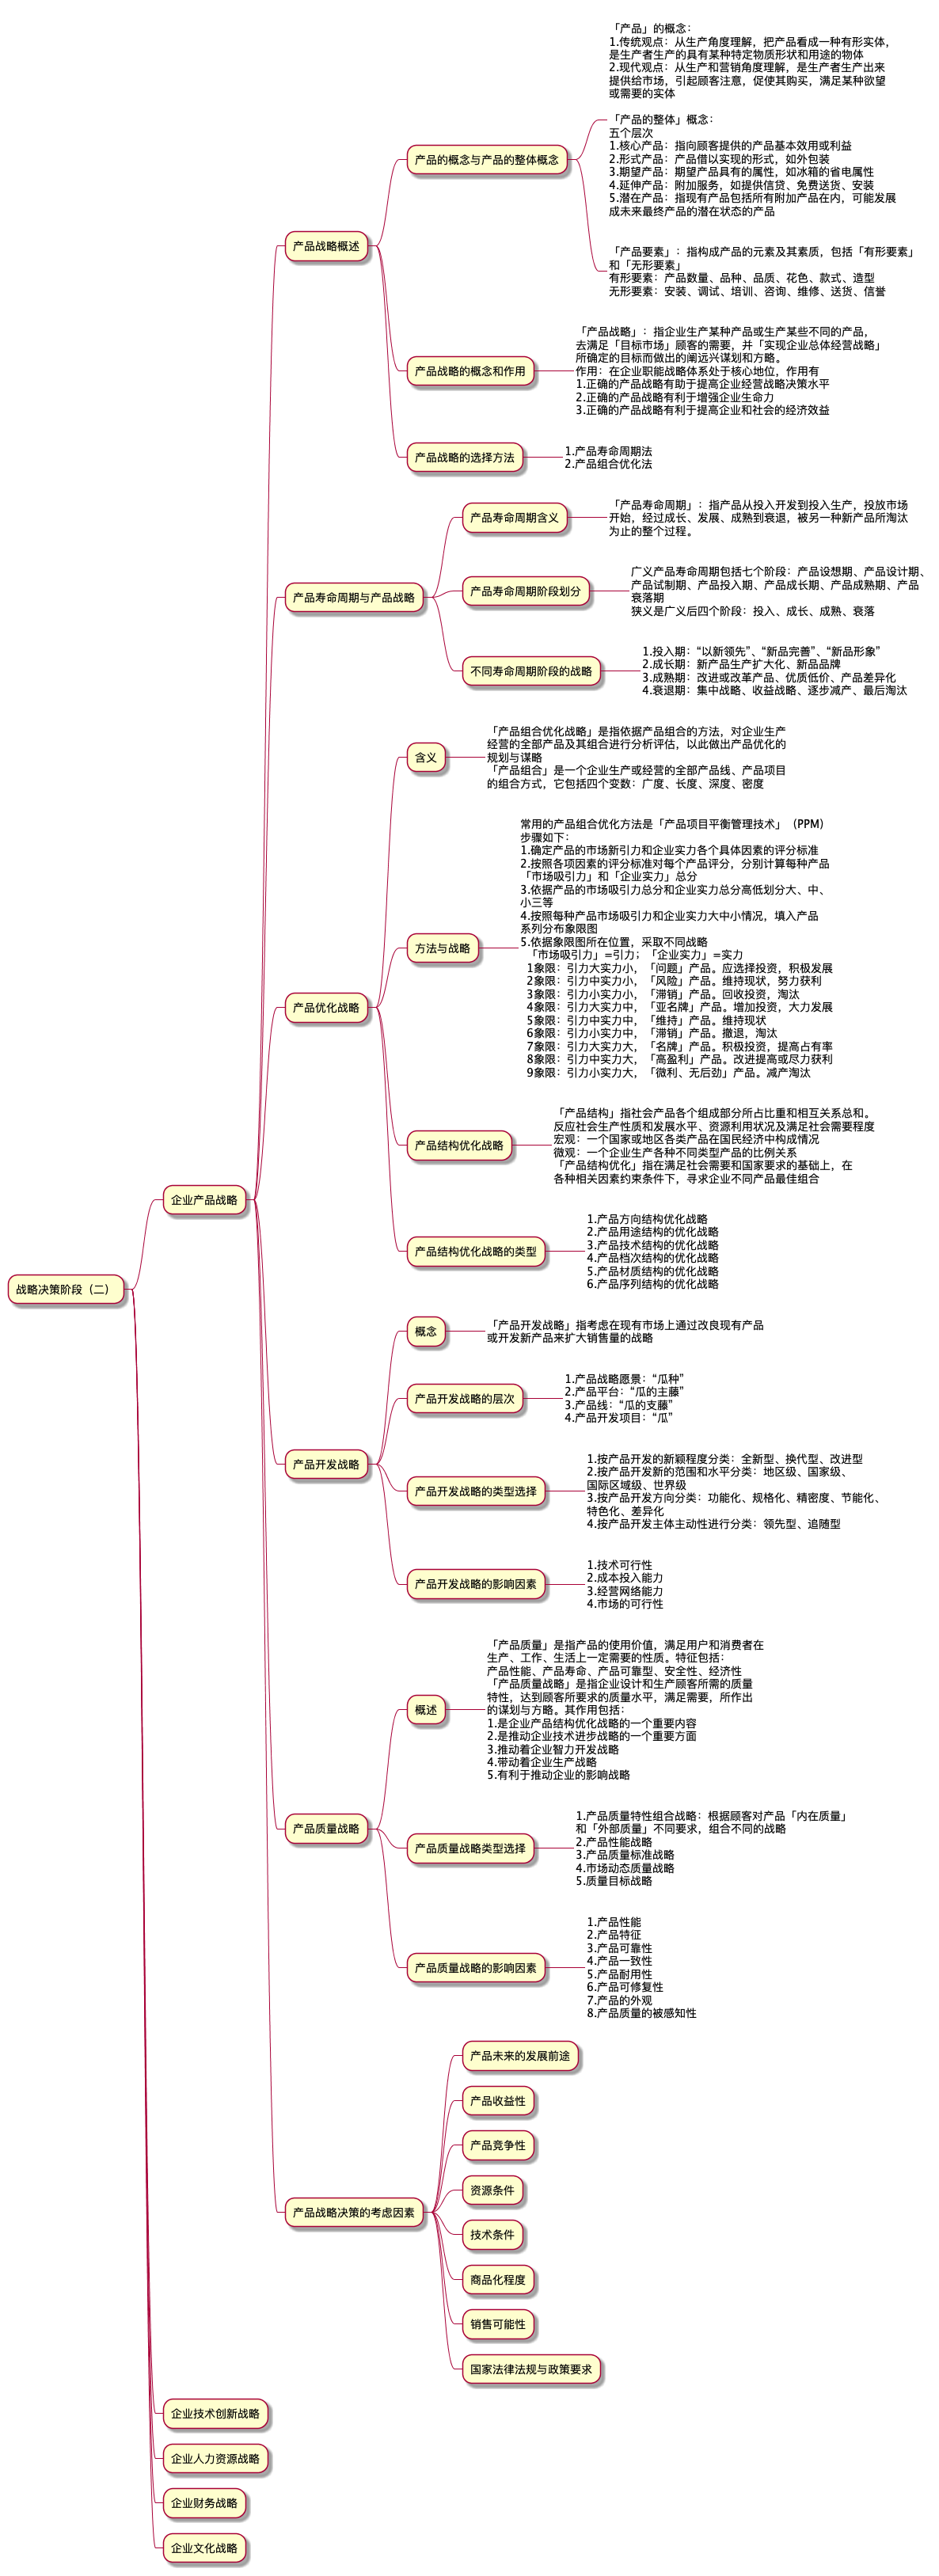 战略决策阶段（二）
企业产品战略
产品战略概述
产品的概念与产品的整体概念
「产品」的概念：
1.传统观点：从生产角度理解，把产品看成一种有形实体，
是生产者生产的具有某种特定物质形状和用途的物体
2.现代观点：从生产和营销角度理解，是生产者生产出来
提供给市场，引起顾客注意，促使其购买，满足某种欲望
或需要的实体
「产品的整体」概念：
五个层次
1.核心产品：指向顾客提供的产品基本效用或利益
2.形式产品：产品借以实现的形式，如外包装
3.期望产品：期望产品具有的属性，如冰箱的省电属性
4.延伸产品：附加服务，如提供信贷、免费送货、安装
5.潜在产品：指现有产品包括所有附加产品在内，可能发展
成未来最终产品的潜在状态的产品
「产品要素」：指构成产品的元素及其素质，包括「有形要素」
和「无形要素」
有形要素：产品数量、品种、品质、花色、款式、造型
无形要素：安装、调试、培训、咨询、维修、送货、信誉
产品战略的概念和作用
「产品战略」：指企业生产某种产品或生产某些不同的产品，
去满足「目标市场」顾客的需要，并「实现企业总体经营战略」
所确定的目标而做出的阐远兴谋划和方略。
作用：在企业职能战略体系处于核心地位，作用有
1.正确的产品战略有助于提高企业经营战略决策水平
2.正确的产品战略有利于增强企业生命力
3.正确的产品战略有利于提高企业和社会的经济效益
产品战略的选择方法
1.产品寿命周期法
2.产品组合优化法
产品寿命周期与产品战略
产品寿命周期含义
「产品寿命周期」：指产品从投入开发到投入生产，投放市场
开始，经过成长、发展、成熟到衰退，被另一种新产品所淘汰
为止的整个过程。
产品寿命周期阶段划分
广义产品寿命周期包括七个阶段：产品设想期、产品设计期、
产品试制期、产品投入期、产品成长期、产品成熟期、产品
衰落期
狭义是广义后四个阶段：投入、成长、成熟、衰落
不同寿命周期阶段的战略
1.投入期：“以新领先”、“新品完善”、“新品形象”
2.成长期：新产品生产扩大化、新品品牌
3.成熟期：改进或改革产品、优质低价、产品差异化
4.衰退期：集中战略、收益战略、逐步减产、最后淘汰
产品优化战略
含义
「产品组合优化战略」是指依据产品组合的方法，对企业生产
经营的全部产品及其组合进行分析评估，以此做出产品优化的
规划与谋略
「产品组合」是一个企业生产或经营的全部产品线、产品项目
的组合方式，它包括四个变数：广度、长度、深度、密度
方法与战略
常用的产品组合优化方法是「产品项目平衡管理技术」（PPM）
步骤如下：
1.确定产品的市场新引力和企业实力各个具体因素的评分标准
2.按照各项因素的评分标准对每个产品评分，分别计算每种产品
「市场吸引力」和「企业实力」总分
3.依据产品的市场吸引力总分和企业实力总分高低划分大、中、
小三等
4.按照每种产品市场吸引力和企业实力大中小情况，填入产品
系列分布象限图
5.依据象限图所在位置，采取不同战略
「市场吸引力」=引力；「企业实力」=实力
1象限：引力大实力小，「问题」产品。应选择投资，积极发展
2象限：引力中实力小，「风险」产品。维持现状，努力获利
3象限：引力小实力小，「滞销」产品。回收投资，淘汰
4象限：引力大实力中，「亚名牌」产品。增加投资，大力发展
5象限：引力中实力中，「维持」产品。维持现状
6象限：引力小实力中，「滞销」产品。撤退，淘汰
7象限：引力大实力大，「名牌」产品。积极投资，提高占有率
8象限：引力中实力大，「高盈利」产品。改进提高或尽力获利
9象限：引力小实力大，「微利、无后劲」产品。减产淘汰
产品结构优化战略
「产品结构」指社会产品各个组成部分所占比重和相互关系总和。
反应社会生产性质和发展水平、资源利用状况及满足社会需要程度
宏观：一个国家或地区各类产品在国民经济中构成情况
微观：一个企业生产各种不同类型产品的比例关系
「产品结构优化」指在满足社会需要和国家要求的基础上，在
各种相关因素约束条件下，寻求企业不同产品最佳组合
产品结构优化战略的类型
1.产品方向结构优化战略
2.产品用途结构的优化战略
3.产品技术结构的优化战略
4.产品档次结构的优化战略
5.产品材质结构的优化战略
6.产品序列结构的优化战略
产品开发战略
概念
「产品开发战略」指考虑在现有市场上通过改良现有产品
或开发新产品来扩大销售量的战略
产品开发战略的层次
1.产品战略愿景：“瓜种”
2.产品平台：“瓜的主藤”
3.产品线：“瓜的支藤”
4.产品开发项目：“瓜”
产品开发战略的类型选择
1.按产品开发的新颖程度分类：全新型、换代型、改进型
2.按产品开发新的范围和水平分类：地区级、国家级、
国际区域级、世界级
3.按产品开发方向分类：功能化、规格化、精密度、节能化、
特色化、差异化
4.按产品开发主体主动性进行分类：领先型、追随型
产品开发战略的影响因素
1.技术可行性
2.成本投入能力
3.经营网络能力
4.市场的可行性
产品质量战略
概述
「产品质量」是指产品的使用价值，满足用户和消费者在
生产、工作、生活上一定需要的性质。特征包括：
产品性能、产品寿命、产品可靠型、安全性、经济性
「产品质量战略」是指企业设计和生产顾客所需的质量
特性，达到顾客所要求的质量水平，满足需要，所作出
的谋划与方略。其作用包括：
1.是企业产品结构优化战略的一个重要内容
2.是推动企业技术进步战略的一个重要方面
3.推动着企业智力开发战略
4.带动着企业生产战略
5.有利于推动企业的影响战略
产品质量战略类型选择
1.产品质量特性组合战略：根据顾客对产品「内在质量」
和「外部质量」不同要求，组合不同的战略
2.产品性能战略
3.产品质量标准战略
4.市场动态质量战略
5.质量目标战略
产品质量战略的影响因素
1.产品性能
2.产品特征
3.产品可靠性
4.产品一致性
5.产品耐用性
6.产品可修复性
7.产品的外观
8.产品质量的被感知性
产品战略决策的考虑因素
产品未来的发展前途
产品收益性
产品竞争性
资源条件
技术条件
商品化程度
销售可能性
国家法律法规与政策要求
企业技术创新战略
企业人力资源战略
企业财务战略
企业文化战略